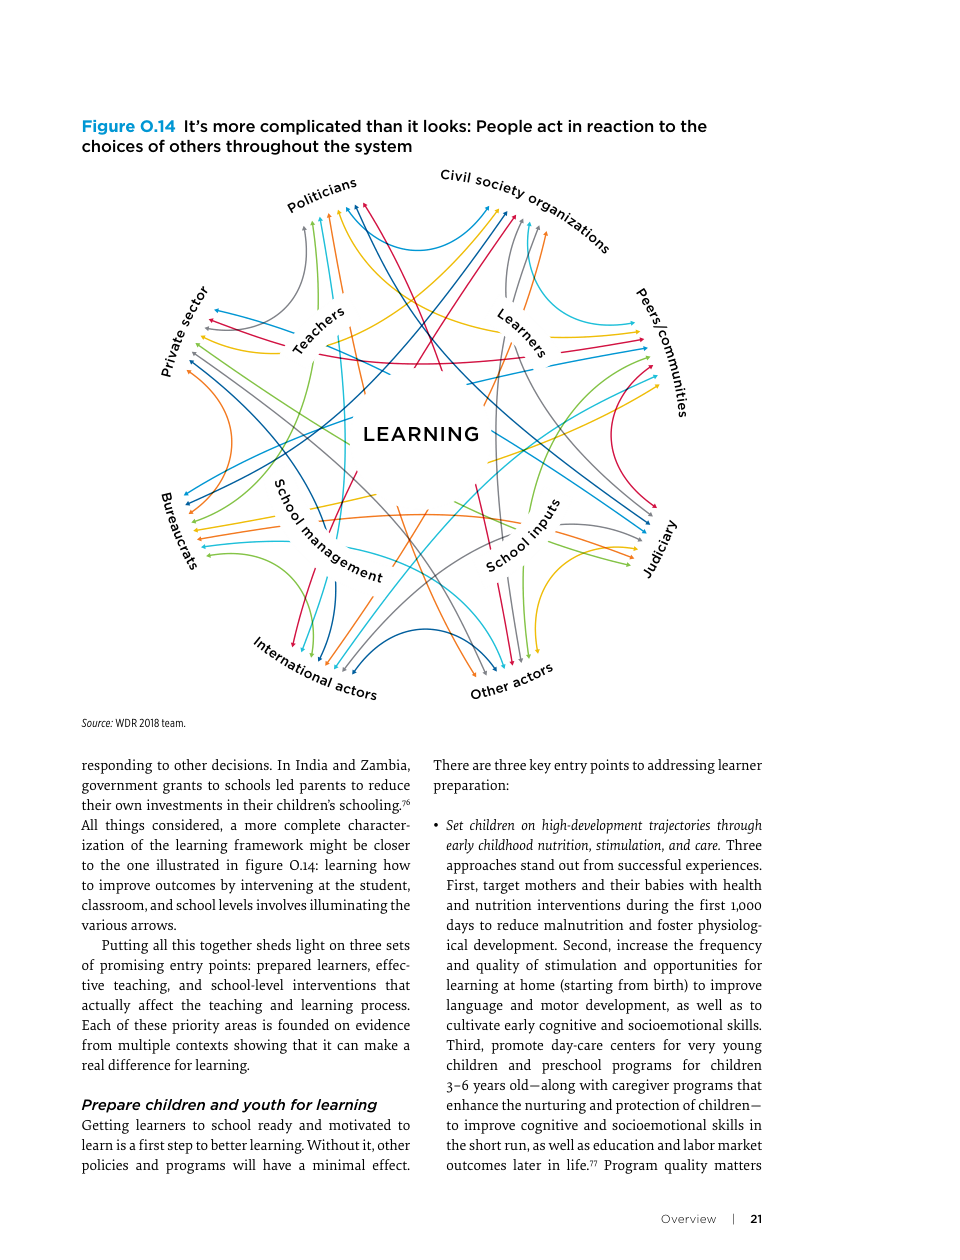 Figure O.14 It’s more complicated than it looks: People act in reaction to the
choices of others throughout the system
Politicians
Civil society organizations
Private sector
Teachers
Learners
Peers/communities
LEARNING
Bureaucrats
School management
School inputs
Judiciary
International actors
Other actors
Source: WDR 2018 team.
responding to other decisions. In India and Zambia,
government grants to schools led parents to reduce
their own investments in their children’s schooling.76
All things considered, a more complete character-
ization of the learning framework might be closer
to the one illustrated in figure O.14: learning how
to improve outcomes by intervening at the student,
classroom, and school levels involves illuminating the
various arrows.
Putting all this together sheds light on three sets
of promising entry points: prepared learners, effec-
tive teaching, and school-level interventions that
actually affect the teaching and learning process.
Each of these priority areas is founded on evidence
from multiple contexts showing that it can make a
real difference for learning.
Prepare children and youth for learning
Getting learners to school ready and motivated to
learn is a first step to better learning. Without it, other
policies and programs will have a minimal effect.
There are three key entry points to addressing learner
preparation:
• Set children on high-development trajectories through
early childhood nutrition, stimulation, and care. Three
approaches stand out from successful experiences.
First, target mothers and their babies with health
and nutrition interventions during the first 1,000
days to reduce malnutrition and foster physiolog-
ical development. Second, increase the frequency
and quality of stimulation and opportunities for
learning at home (starting from birth) to improve
language and motor development, as well as to
cultivate early cognitive and socioemotional skills.
Third, promote day-care centers for very young
children and preschool programs for children
3–6 years old—along with caregiver programs that
enhance the nurturing and protection of children—
to improve cognitive and socioemotional skills in
the short run, as well as education and labor market
outcomes later in life.77 Program quality matters
Overview | 21